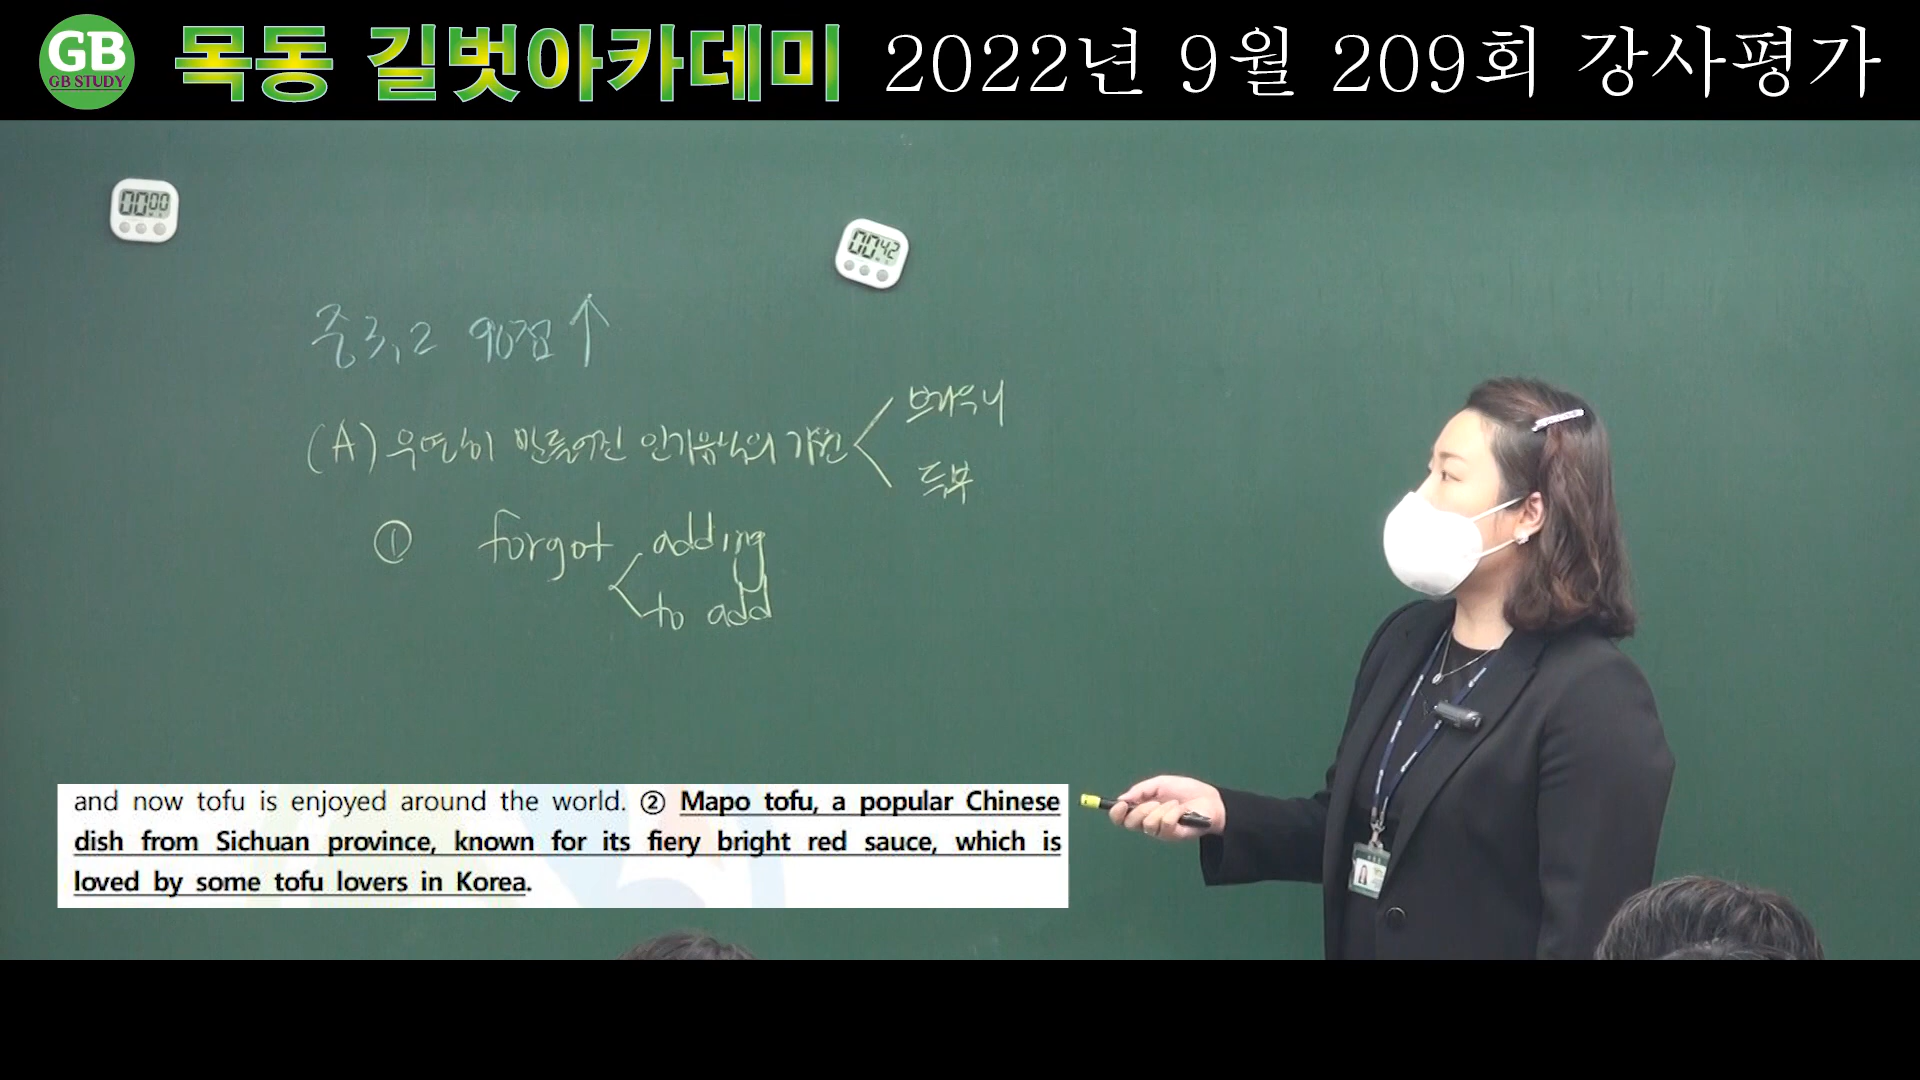 GB
GB STUDY
목동 길벗아카데미 2022년 9월 209회 강사평가
00 00
00 42
중3,2 90점↑
(A) 우연히 만들어진 인기음식의 기원
브라우니
두부
① forgot adding
to add
and now tofu is enjoyed around the world. ② Mapo tofu, a popular Chinese
dish from Sichuan province, known for its fiery bright red sauce, which is
loved by some tofu lovers in Korea.